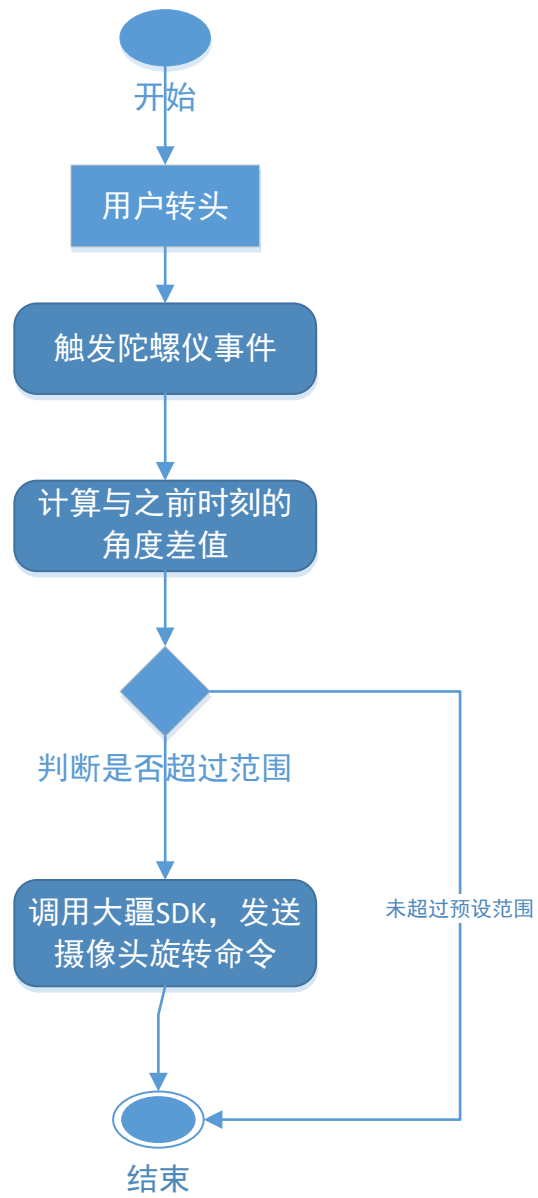 开始
用户转头
触发陀螺仪事件
计算与之前时刻的
角度差值
判断是否超过范围
调用大疆SDK，发送
摄像头旋转命令
未超过预设范围
结束